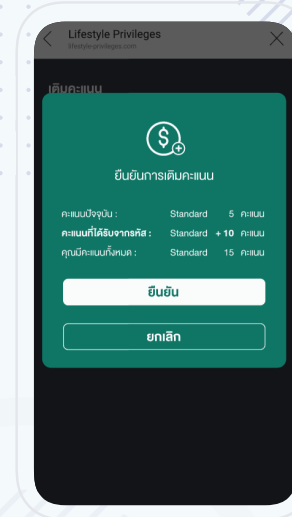 Lifestyle Privileges
lifestyle-privileges.com
เติมคะแนน
ยืนยันการเติมคะแนน
คะแนนปัจจุบัน : Standard 5 คะแนน
คะแนนที่ได้รับจากรหัส : Standard + 10 คะแนน
คุณมีคะแนนทั้งหมด : Standard 15 คะแนน
ยืนยัน
ยกเลิก